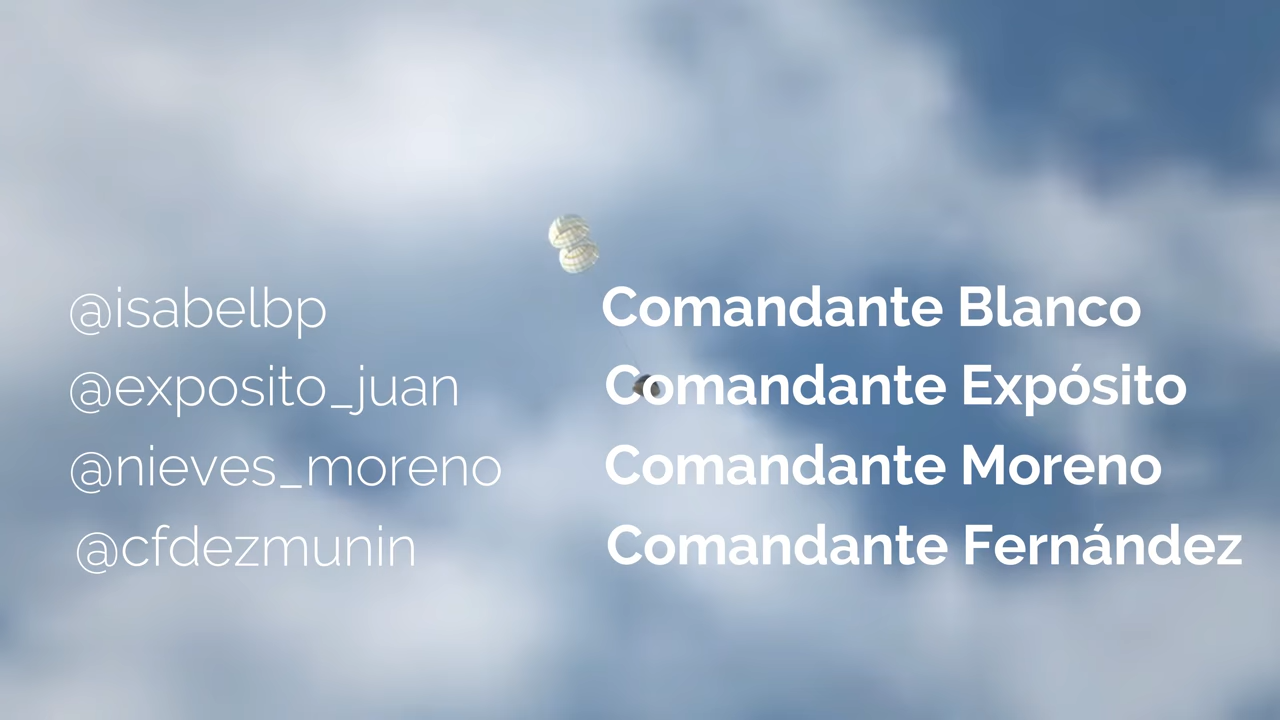 @isabelbp Comandante Blanco
@exposito_juan Comandante Expósito
@nieves_moreno Comandante Moreno
@cfdezmunin Comandante Fernández